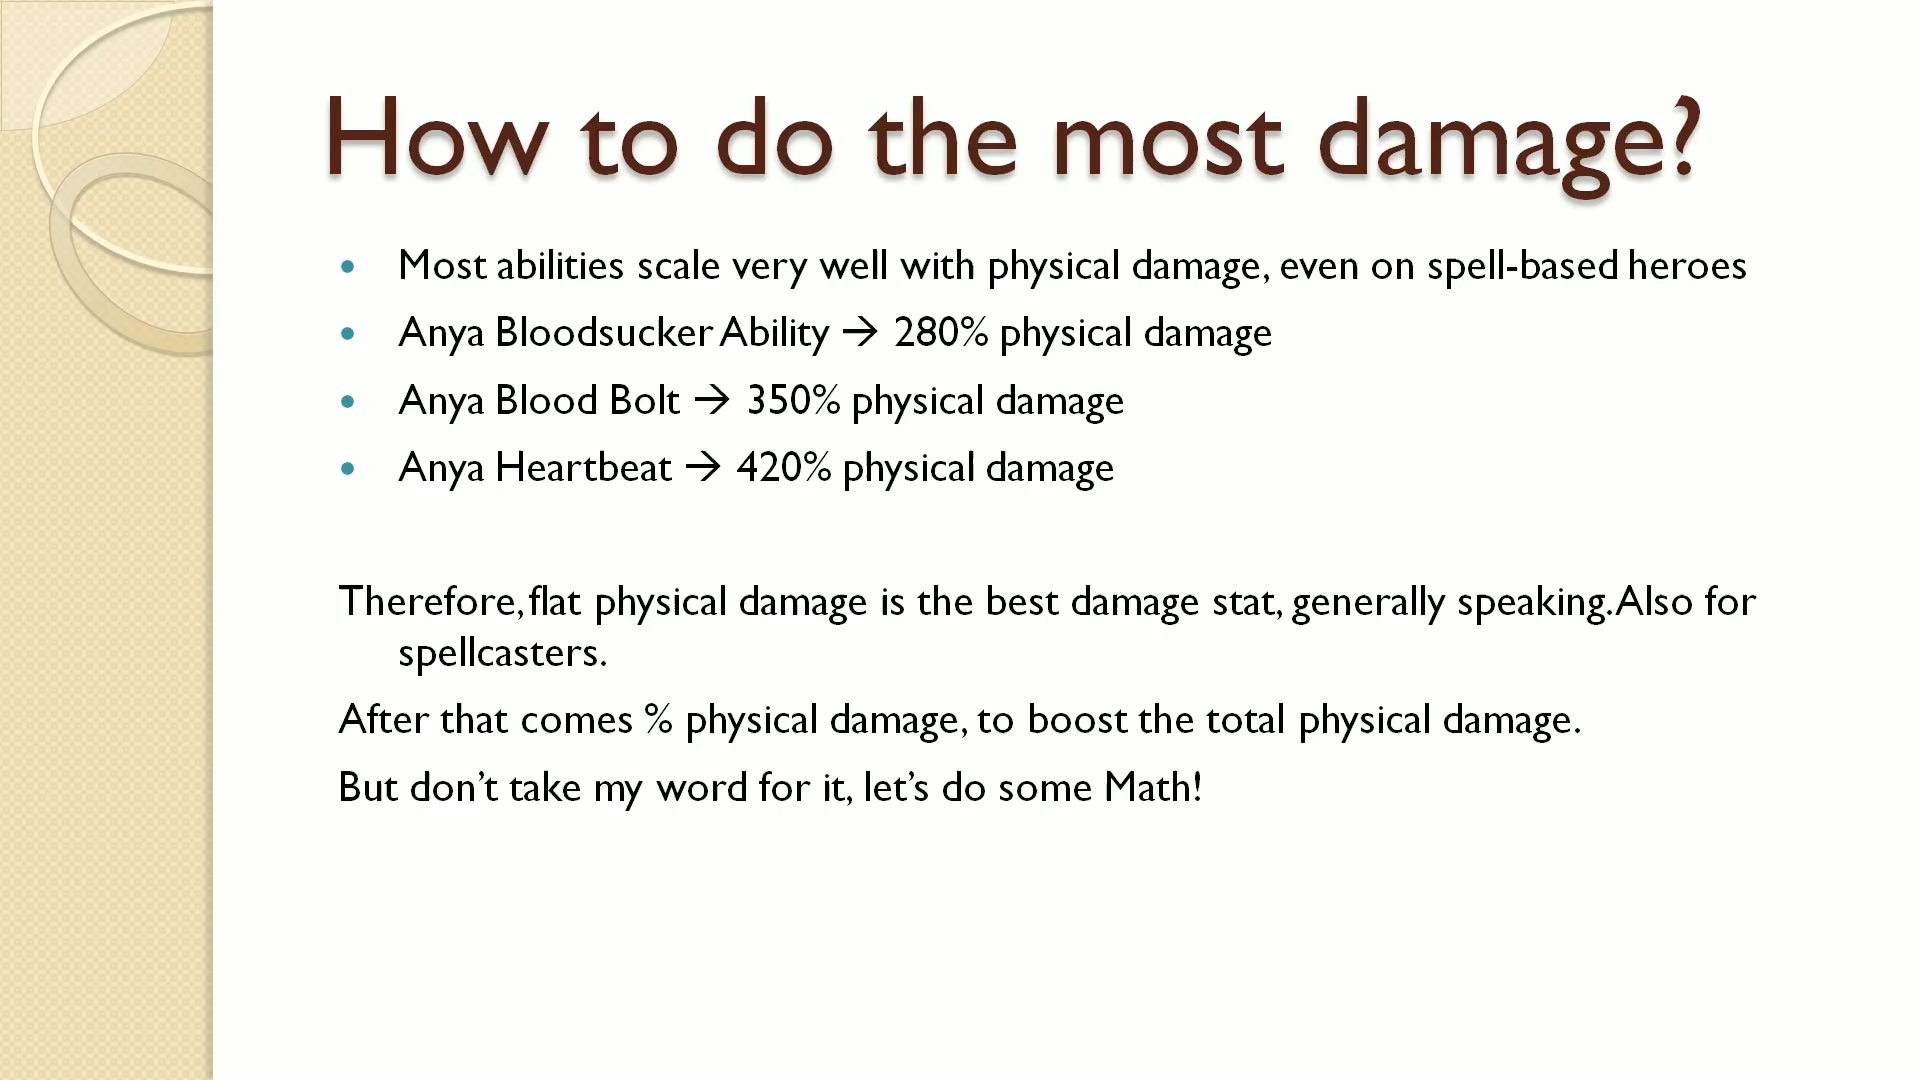 How to do the most damage?
• Most abilities scale very well with physical damage, even on spell-based heroes
• Anya Bloodsucker Ability → 280% physical damage
• Anya Blood Bolt → 350% physical damage
• Anya Heartbeat → 420% physical damage
Therefore, flat physical damage is the best damage stat, generally speaking. Also for
spellcasters.
After that comes % physical damage, to boost the total physical damage.
But don’t take my word for it, let’s do some Math!